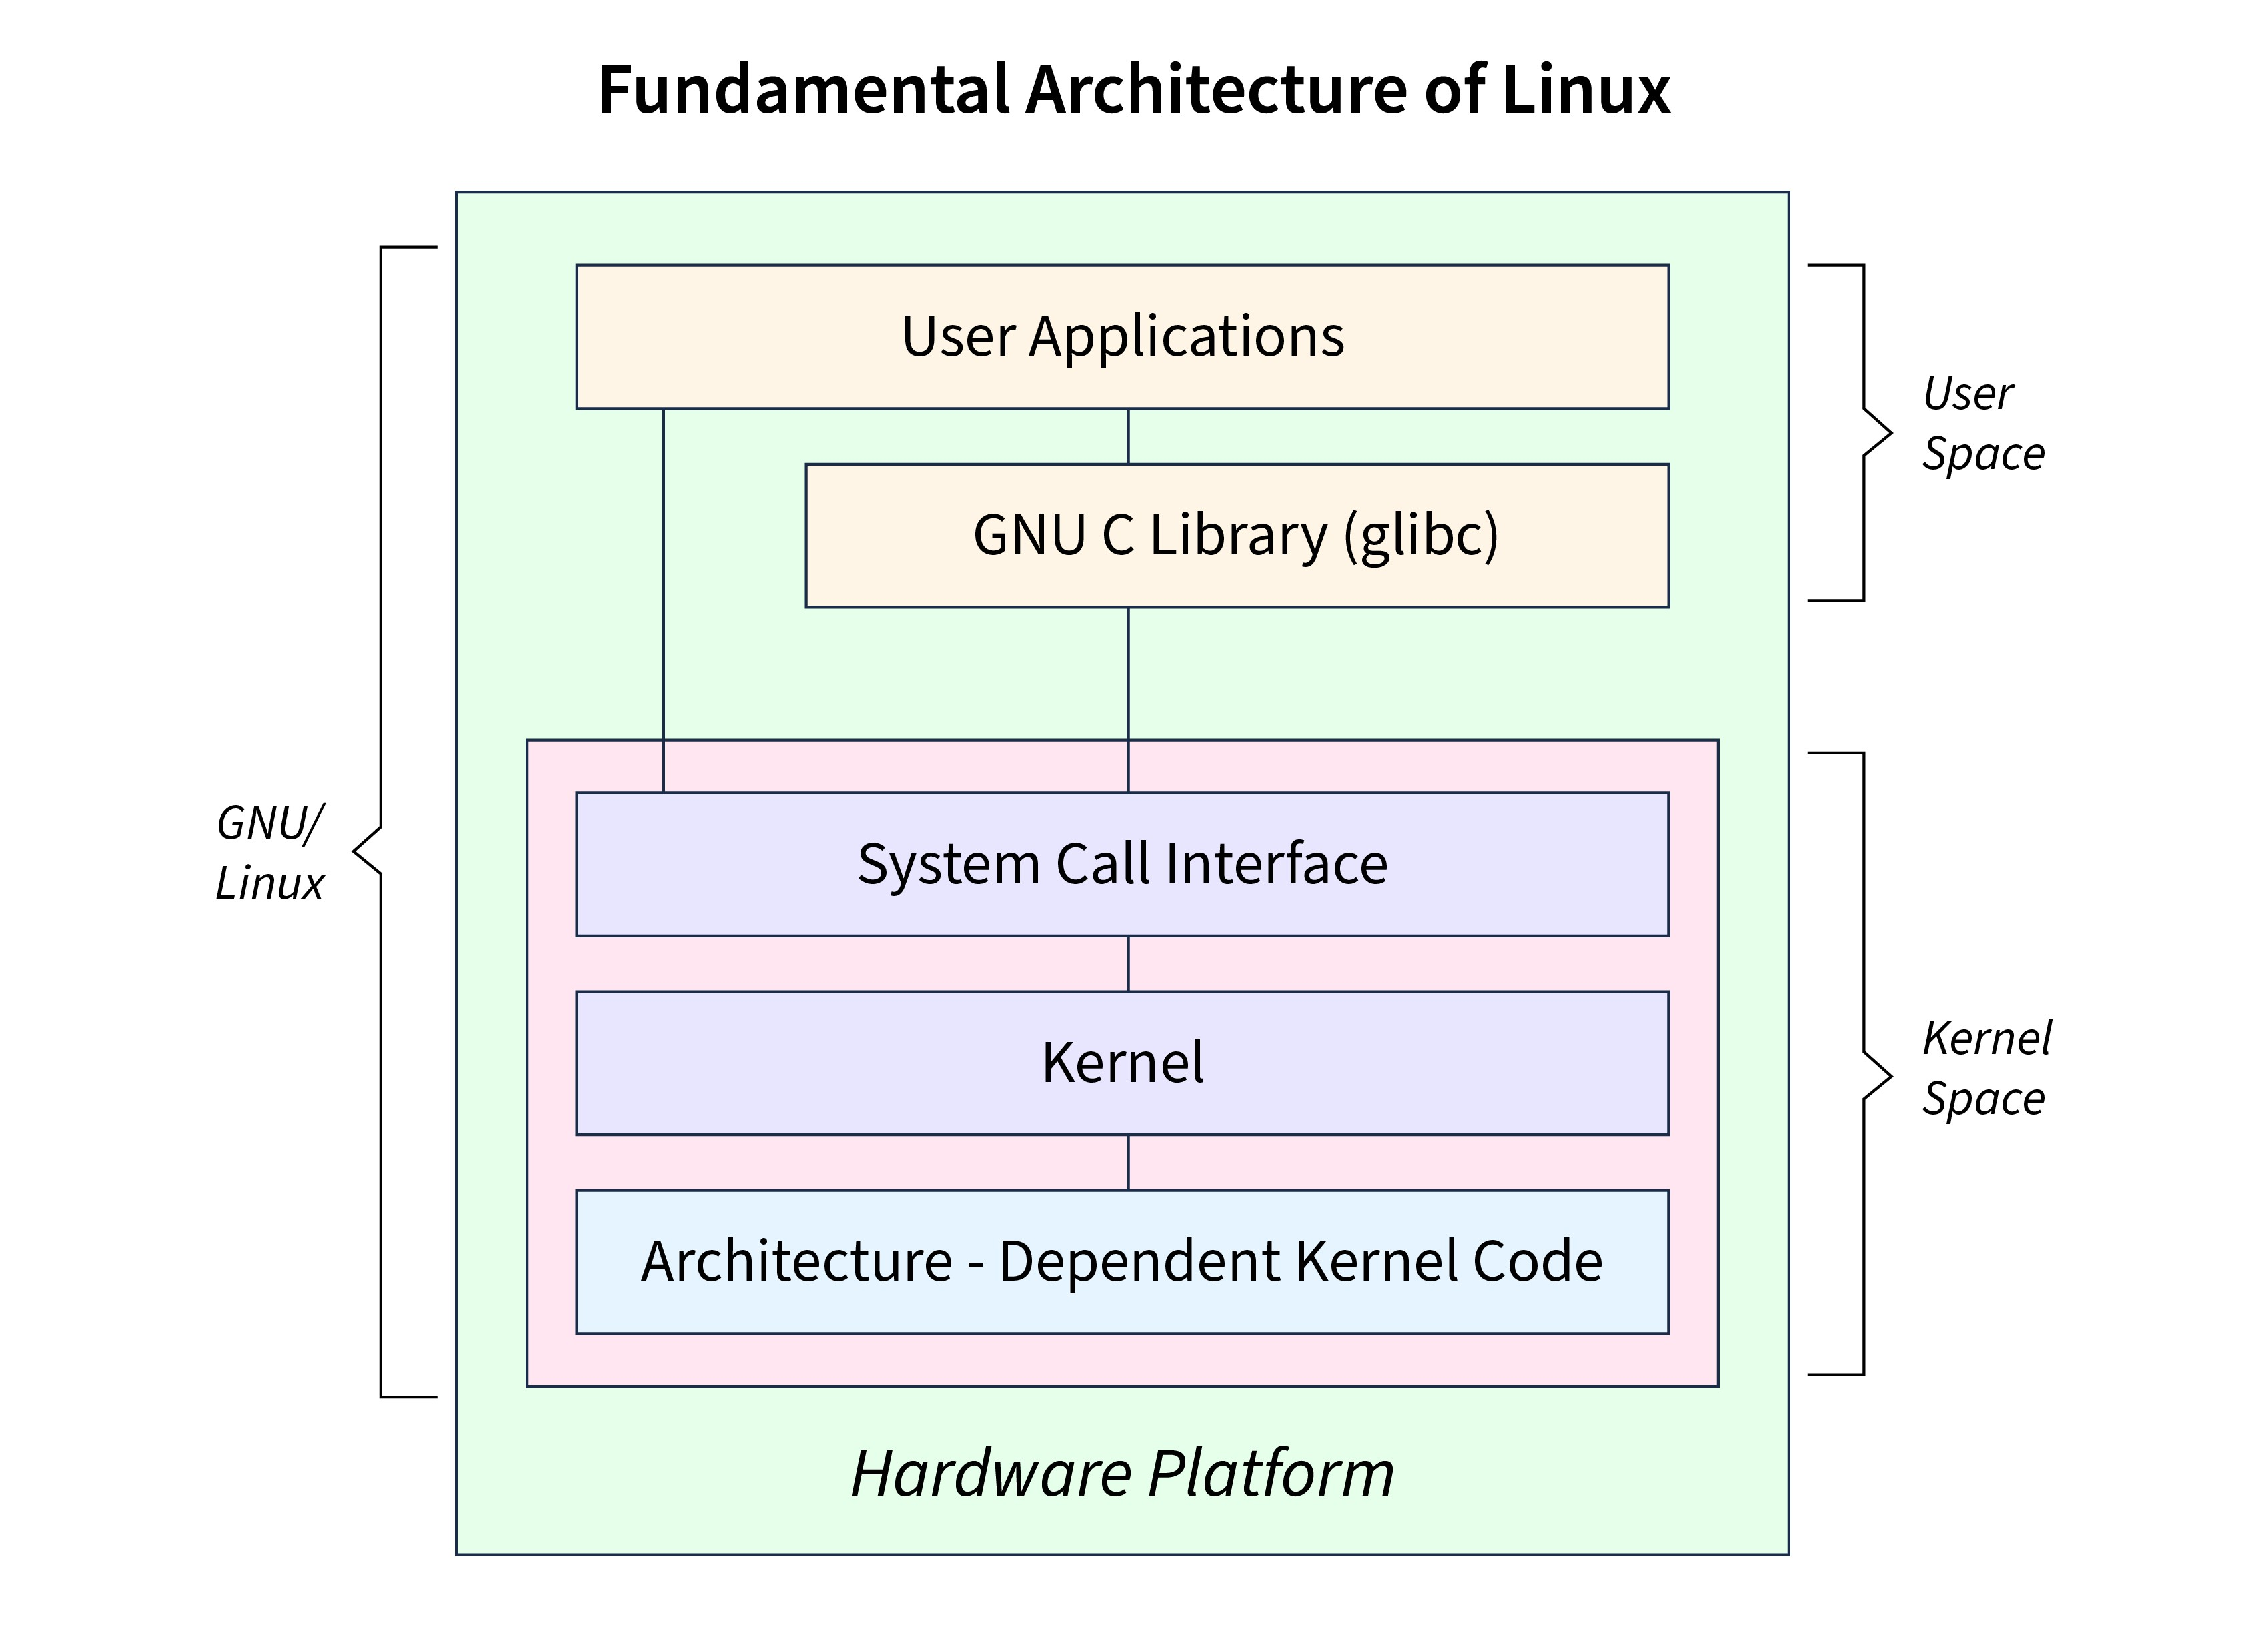 Fundamental Architecture of Linux
User Applications
User
Space
GNU C Library (glibc)
GNU/
Linux
System Call Interface
Kernel
Kernel
Space
Architecture - Dependent Kernel Code
Hardware Platform